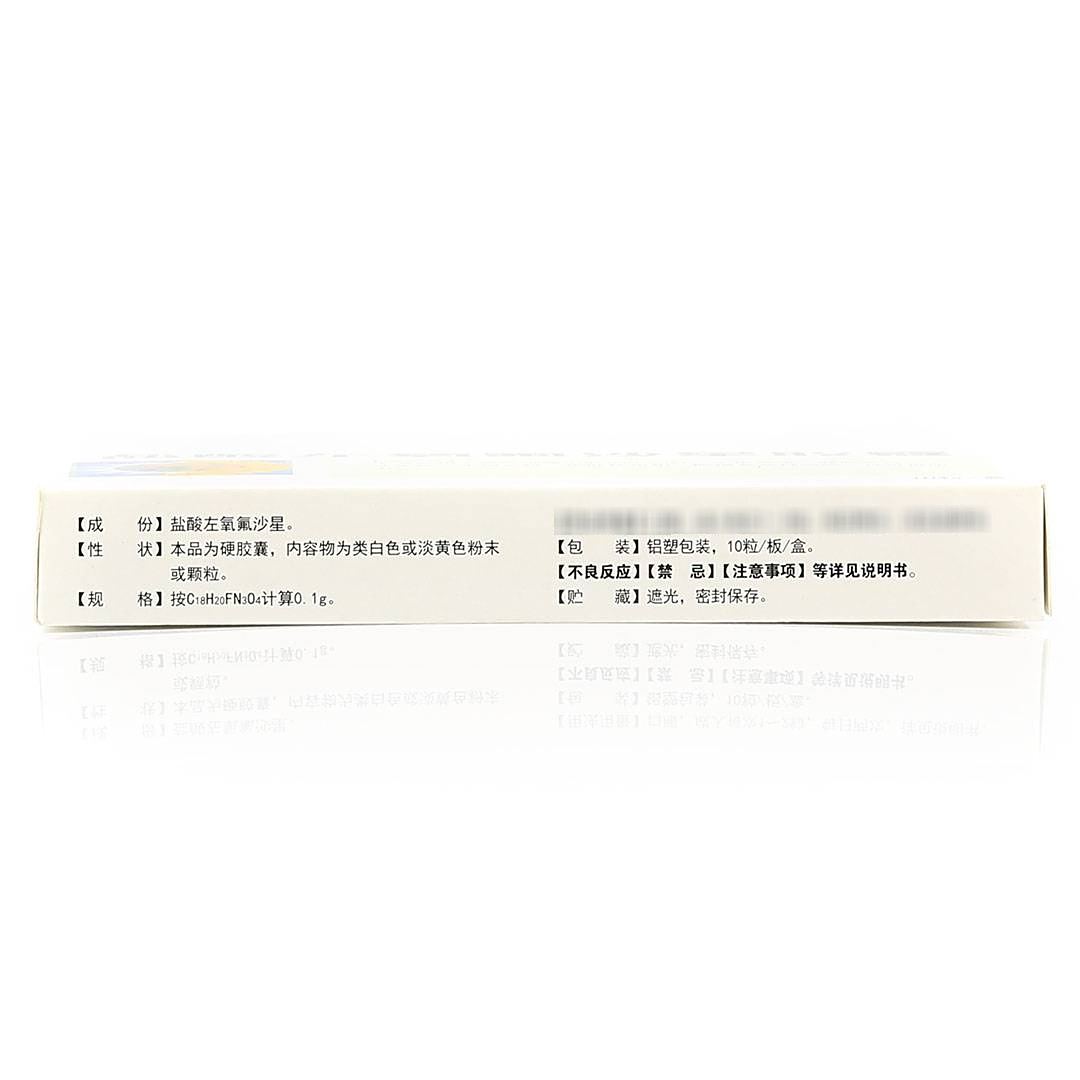 【成　份】盐酸左氧氟沙星。
【性　状】本品为硬胶囊，内容物为类白色或淡黄色粉末
或颗粒。
【规　格】按C₁₈H₂₀FN₃O₄计算0.1g。
【包　装】铝塑包装，10粒/板/盒。
【不良反应】【禁　忌】【注意事项】等详见说明书。
【贮　藏】遮光，密封保存。